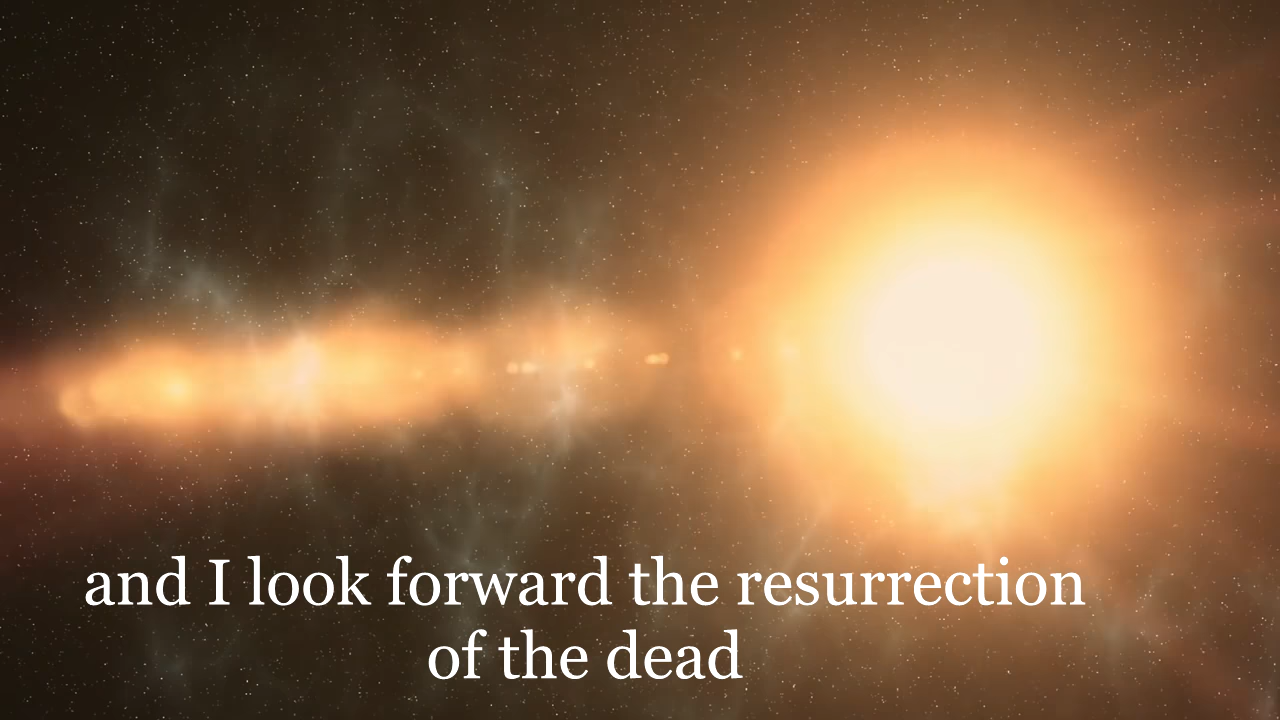 and I look forward the resurrection
of the dead